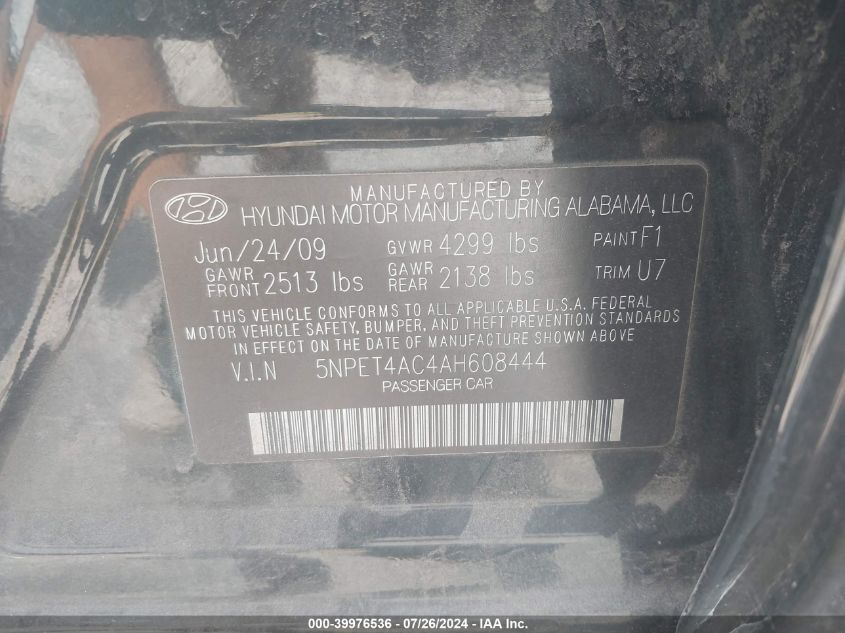 MANUFACTURED BY
HYUNDAI MOTOR MANUFACTURING ALABAMA, LLC
Jun/24/09 GVWR 4299 lbs PAINT F1
GAWR FRONT 2513 lbs GAWR REAR 2138 lbs TRIM U7
THIS VEHICLE CONFORMS TO ALL APPLICABLE U.S.A. FEDERAL
MOTOR VEHICLE SAFETY, BUMPER, AND THEFT PREVENTION STANDARDS
IN EFFECT ON THE DATE OF MANUFACTURE SHOWN ABOVE.
V.I.N 5NPET4AC4AH608444
PASSENGER CAR
000-39976536 - 07/26/2024 - IAA Inc.